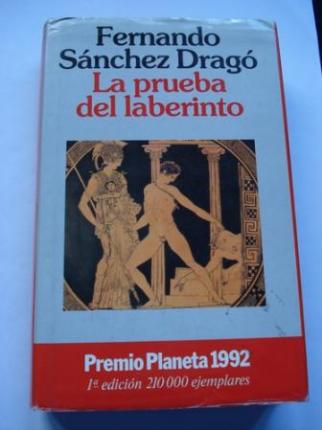 Fernando
Sánchez Dragó
La prueba
del laberinto
Premio Planeta 1992
1ª edición 210 000 ejemplares